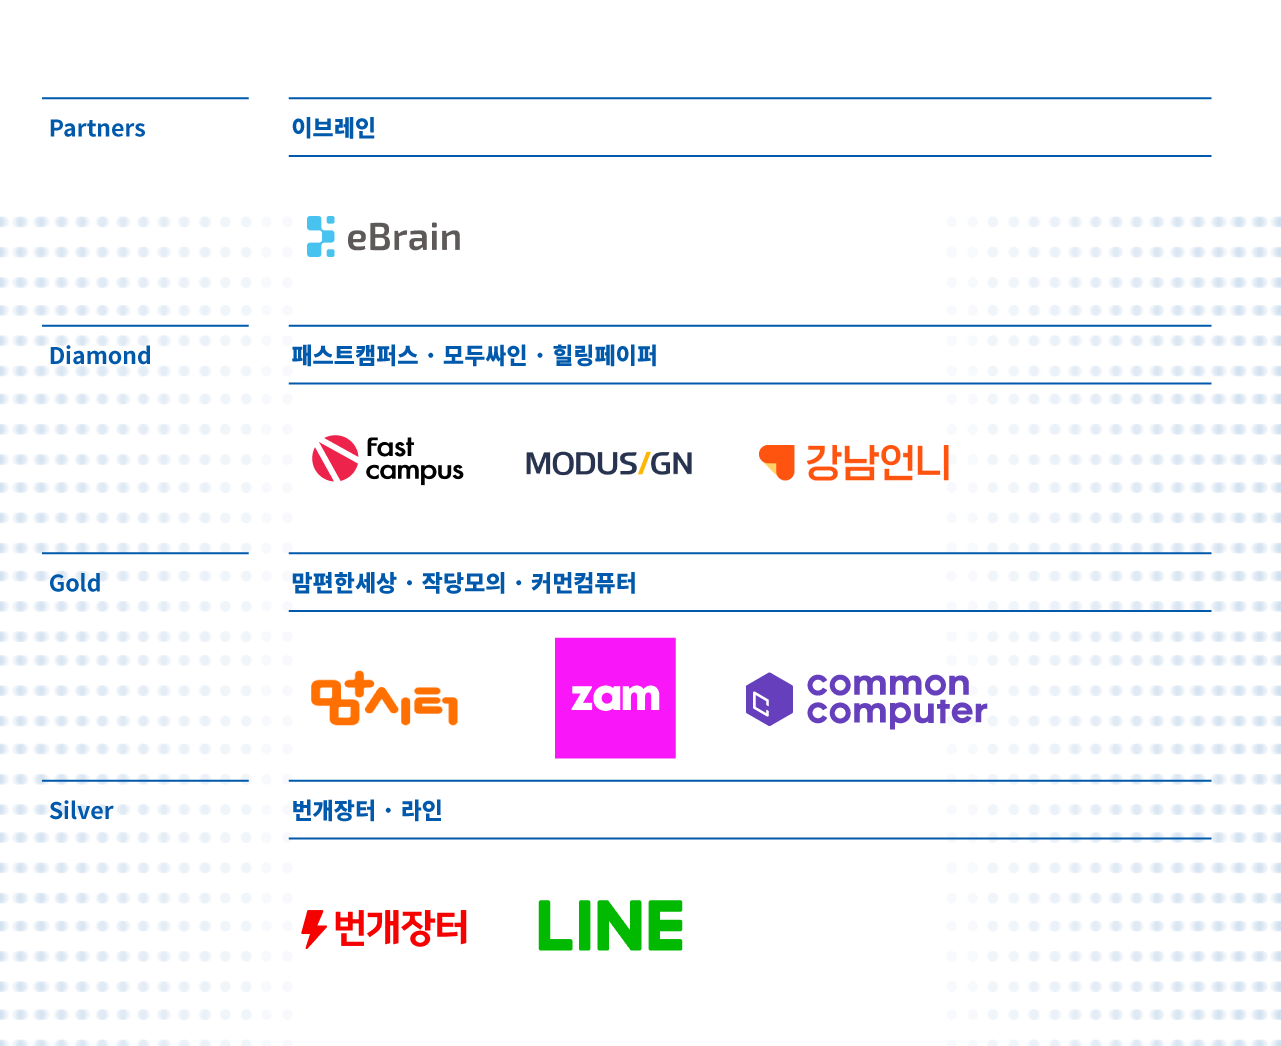 Partners
이브레인
eBrain
Diamond
패스트캠퍼스 · 모두싸인 · 힐링페이퍼
Fast
campus
MODUSIGN
강남언니
Gold
맘편한세상 · 작당모의 · 커먼컴퓨터
맘시터
zam
common
computer
Silver
번개장터 · 라인
번개장터
LINE